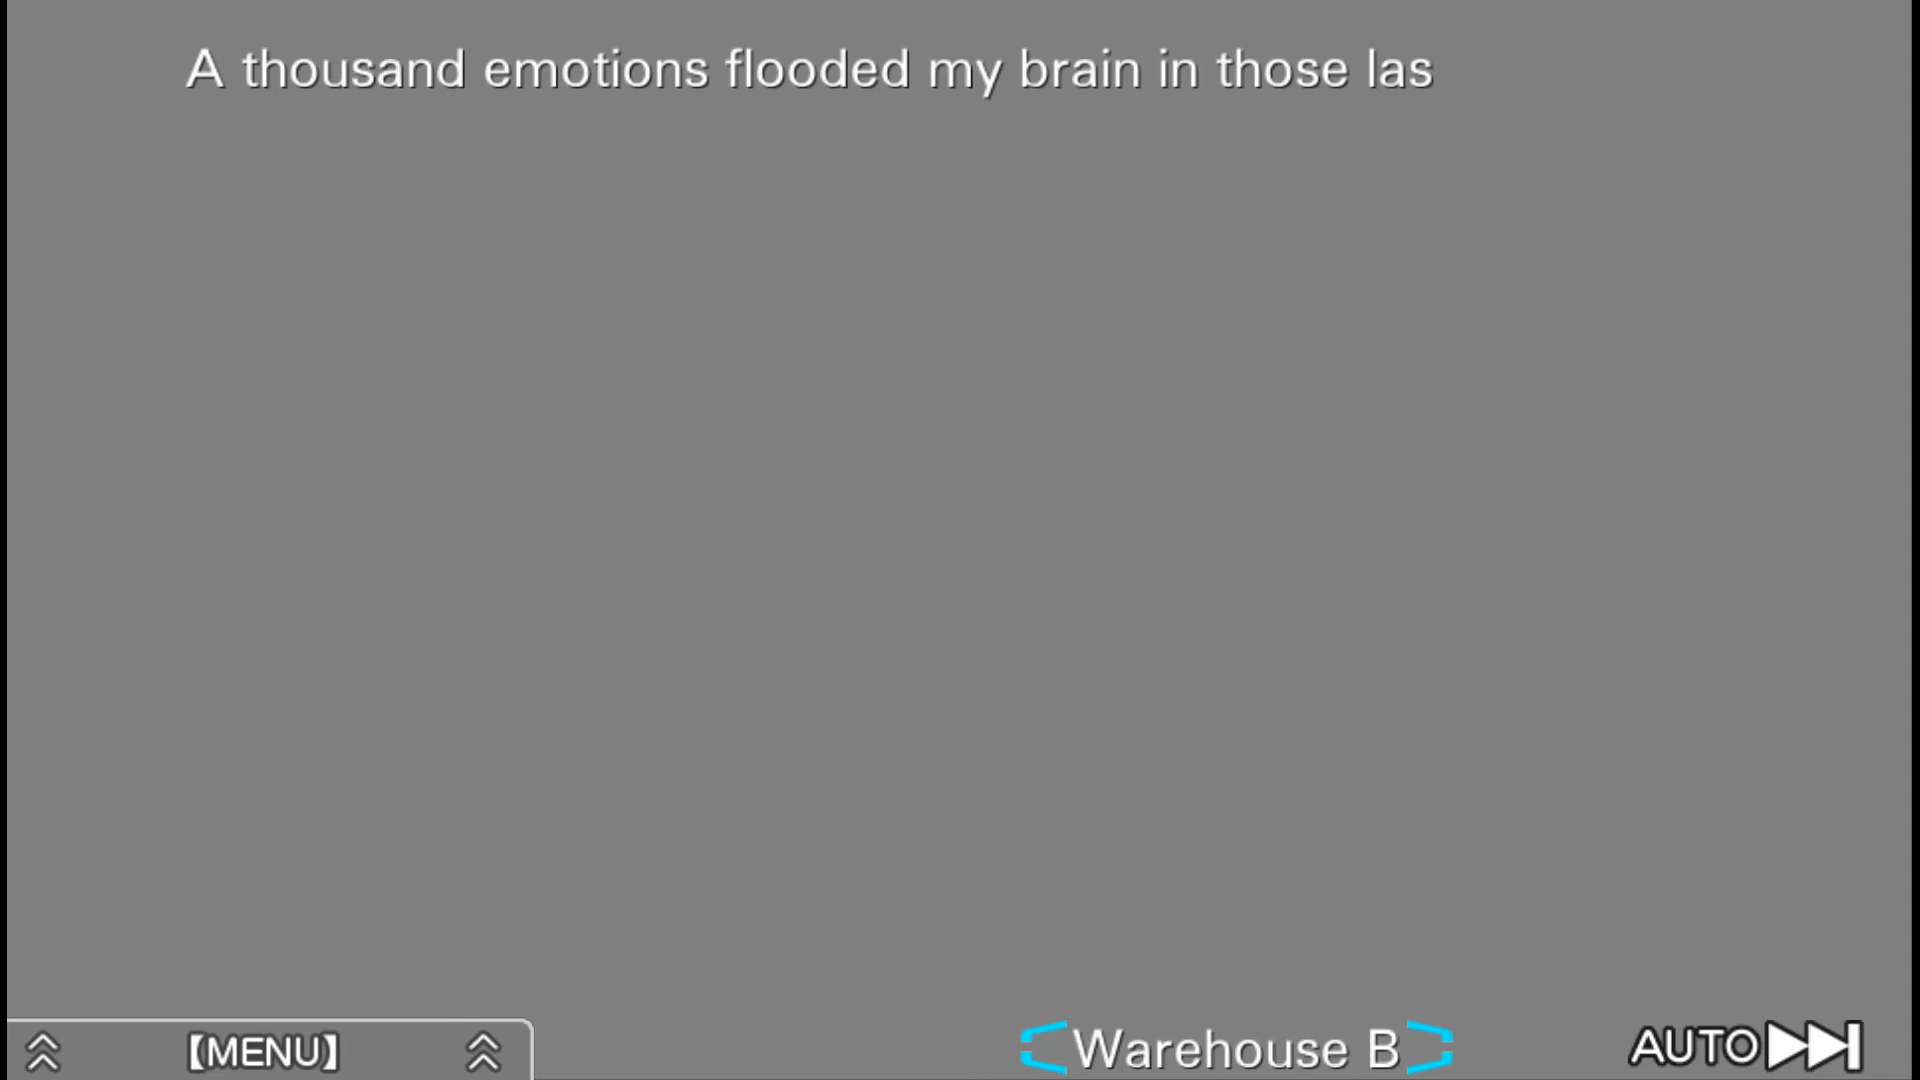 A thousand emotions flooded my brain in those las
【MENU】
Warehouse B
AUTO